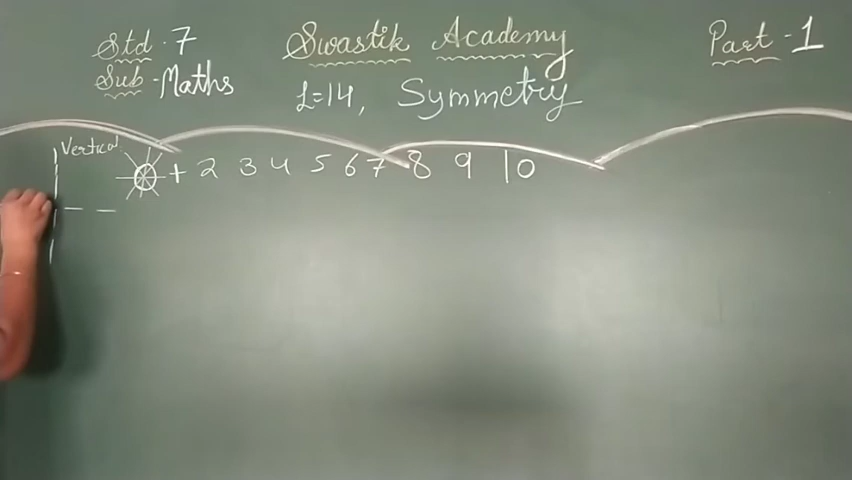 Std. 7
Sub - Maths
Swastik Academy
L=14, Symmetry
Part - 1
Vertical
+ 2 3 4 5 6 7 8 9 10